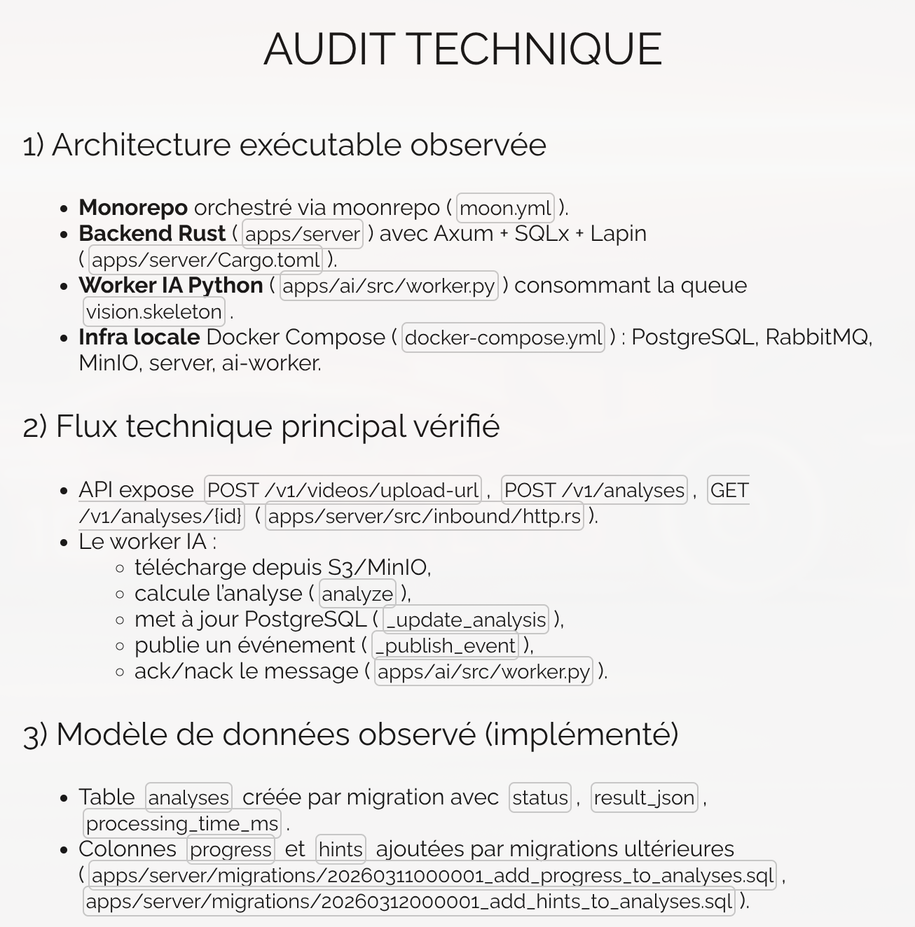 AUDIT TECHNIQUE
1) Architecture exécutable observée
• Monorepo orchestré via moonrepo ( moon.yml ).
• Backend Rust ( apps/server ) avec Axum + SQLx + Lapin
( apps/server/Cargo.toml ).
• Worker IA Python ( apps/ai/src/worker.py ) consommant la queue
vision.skeleton .
• Infra locale Docker Compose ( docker-compose.yml ) : PostgreSQL, RabbitMQ,
MinIO, server, ai-worker.
2) Flux technique principal vérifié
• API expose POST /v1/videos/upload-url , POST /v1/analyses , GET
/v1/analyses/{id} ( apps/server/src/inbound/http.rs ).
• Le worker IA :
◦ télécharge depuis S3/MinIO,
◦ calcule l'analyse ( analyze ),
◦ met à jour PostgreSQL ( _update_analysis ),
◦ publie un événement ( _publish_event ),
◦ ack/nack le message ( apps/ai/src/worker.py ).
3) Modèle de données observé (implémenté)
• Table analyses créée par migration avec status , result_json ,
processing_time_ms .
• Colonnes progress et hints ajoutées par migrations ultérieures
( apps/server/migrations/20260311000001_add_progress_to_analyses.sql ,
apps/server/migrations/20260312000001_add_hints_to_analyses.sql ).